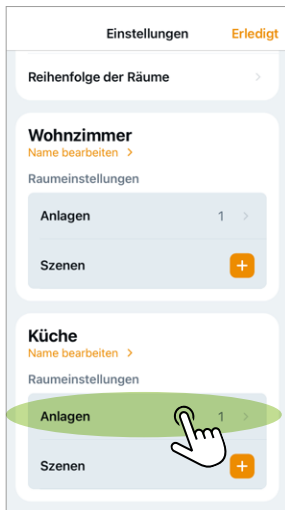 Einstellungen Erledigt
Reihenfolge der Räume
Wohnzimmer
Name bearbeiten
Raumeinstellungen
Anlagen 1
Szenen
Küche
Name bearbeiten
Raumeinstellungen
Anlagen 1
Szenen